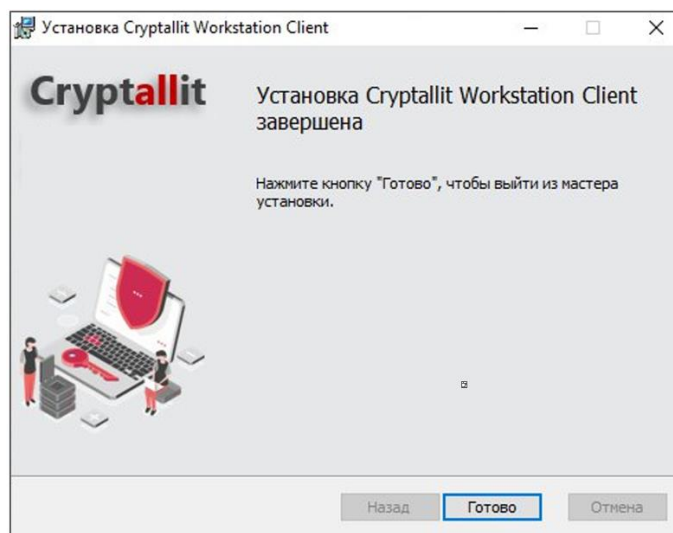 Установка Cryptallit Workstation Client
Cryptallit
Установка Cryptallit Workstation Client
завершена
Нажмите кнопку "Готово", чтобы выйти из мастера
установки.
Назад
Готово
Отмена